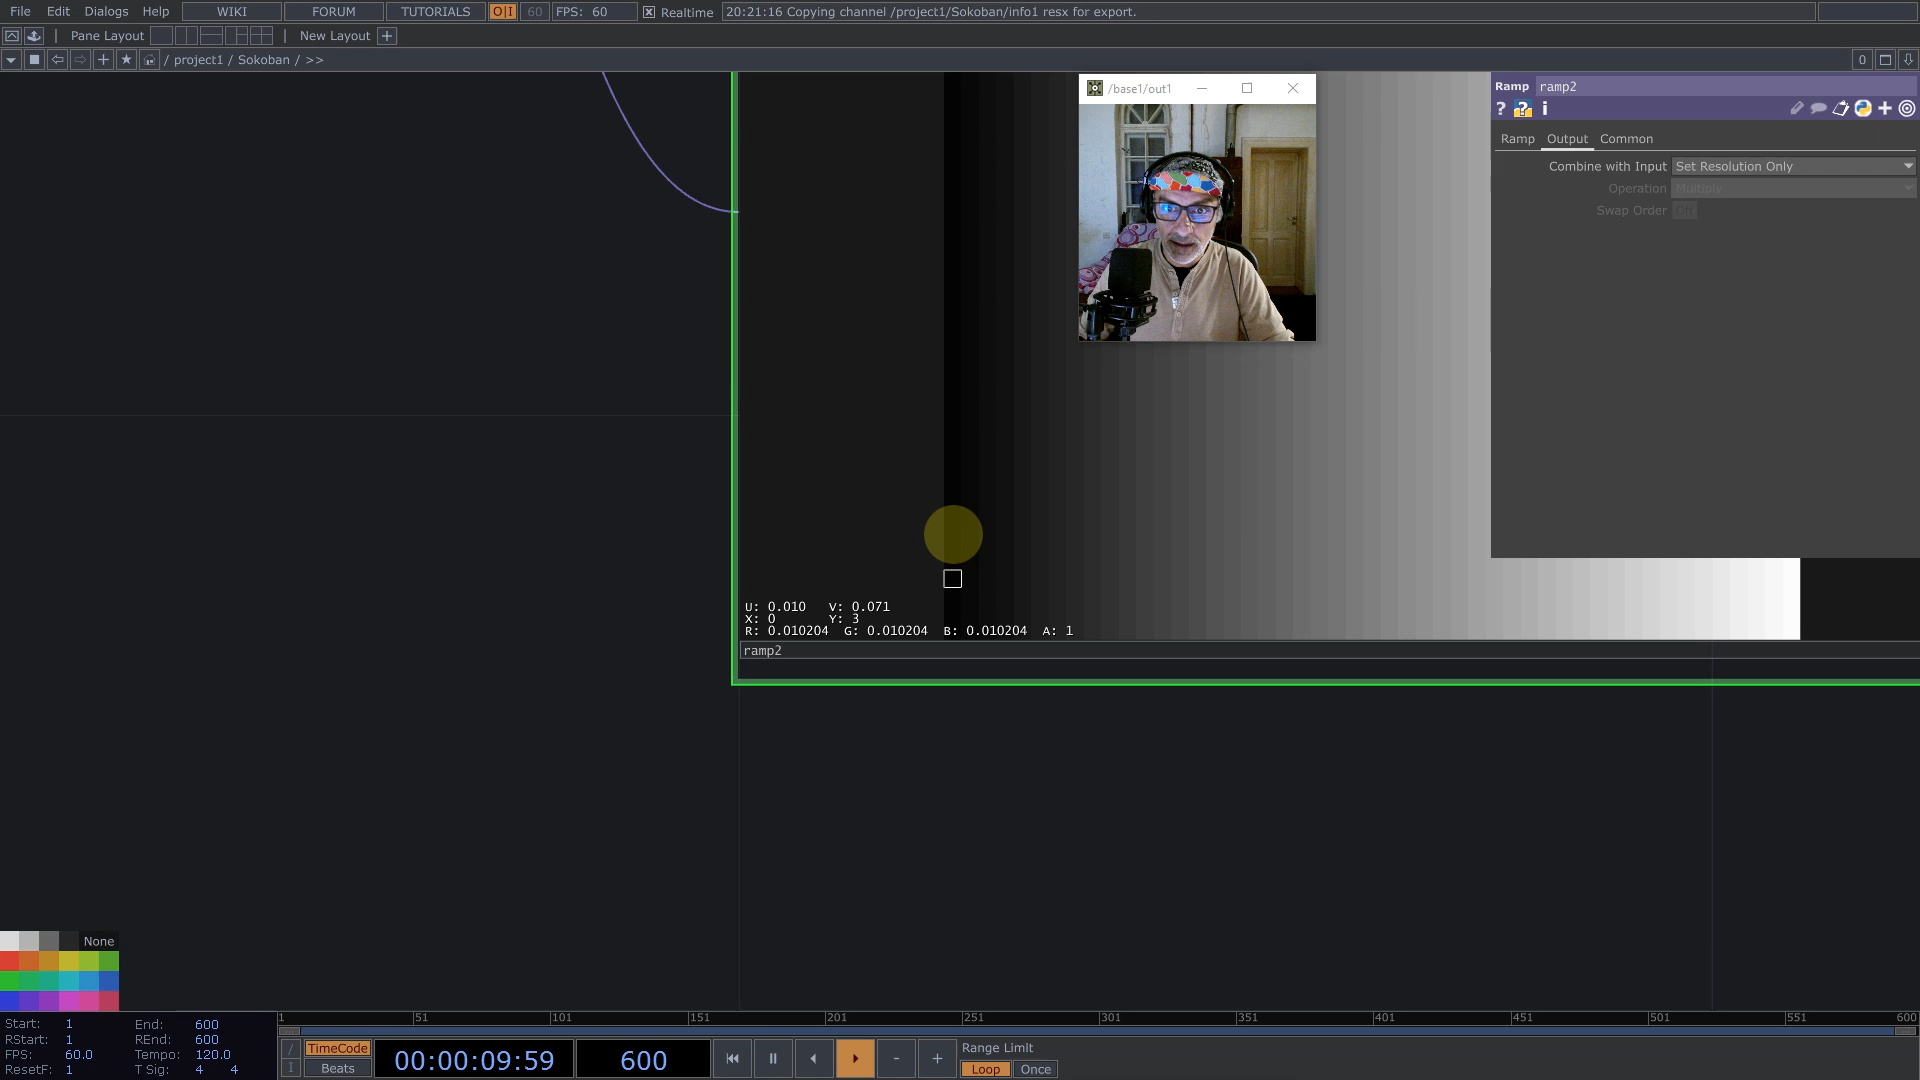 File Edit Dialogs Help WIKI FORUM TUTORIALS O|I 60 FPS: 60 Realtime 20:21:16 Copying channel /project1/Sokoban/info1 resx for export.
Pane Layout New Layout +
/ project1 / Sokoban / >> 0
/base1/out1
Ramp ramp2
? ? i
Ramp Output Common
Combine with Input Set Resolution Only
Operation Multiply
Swap Order Off
U: 0.010 V: 0.071
X: 0 Y: 3
R: 0.010204 G: 0.010204 B: 0.010204 A: 1
ramp2
None
1 51 101 151 201 251 301 351 401 451 501 551 600
Start: 1 End: 600
RStart: 1 REnd: 600
FPS: 60.0 Tempo: 120.0
ResetF: 1 T Sig: 4 4
/ TimeCode
I Beats
00:00:09:59 600 - +
Range Limit
Loop Once